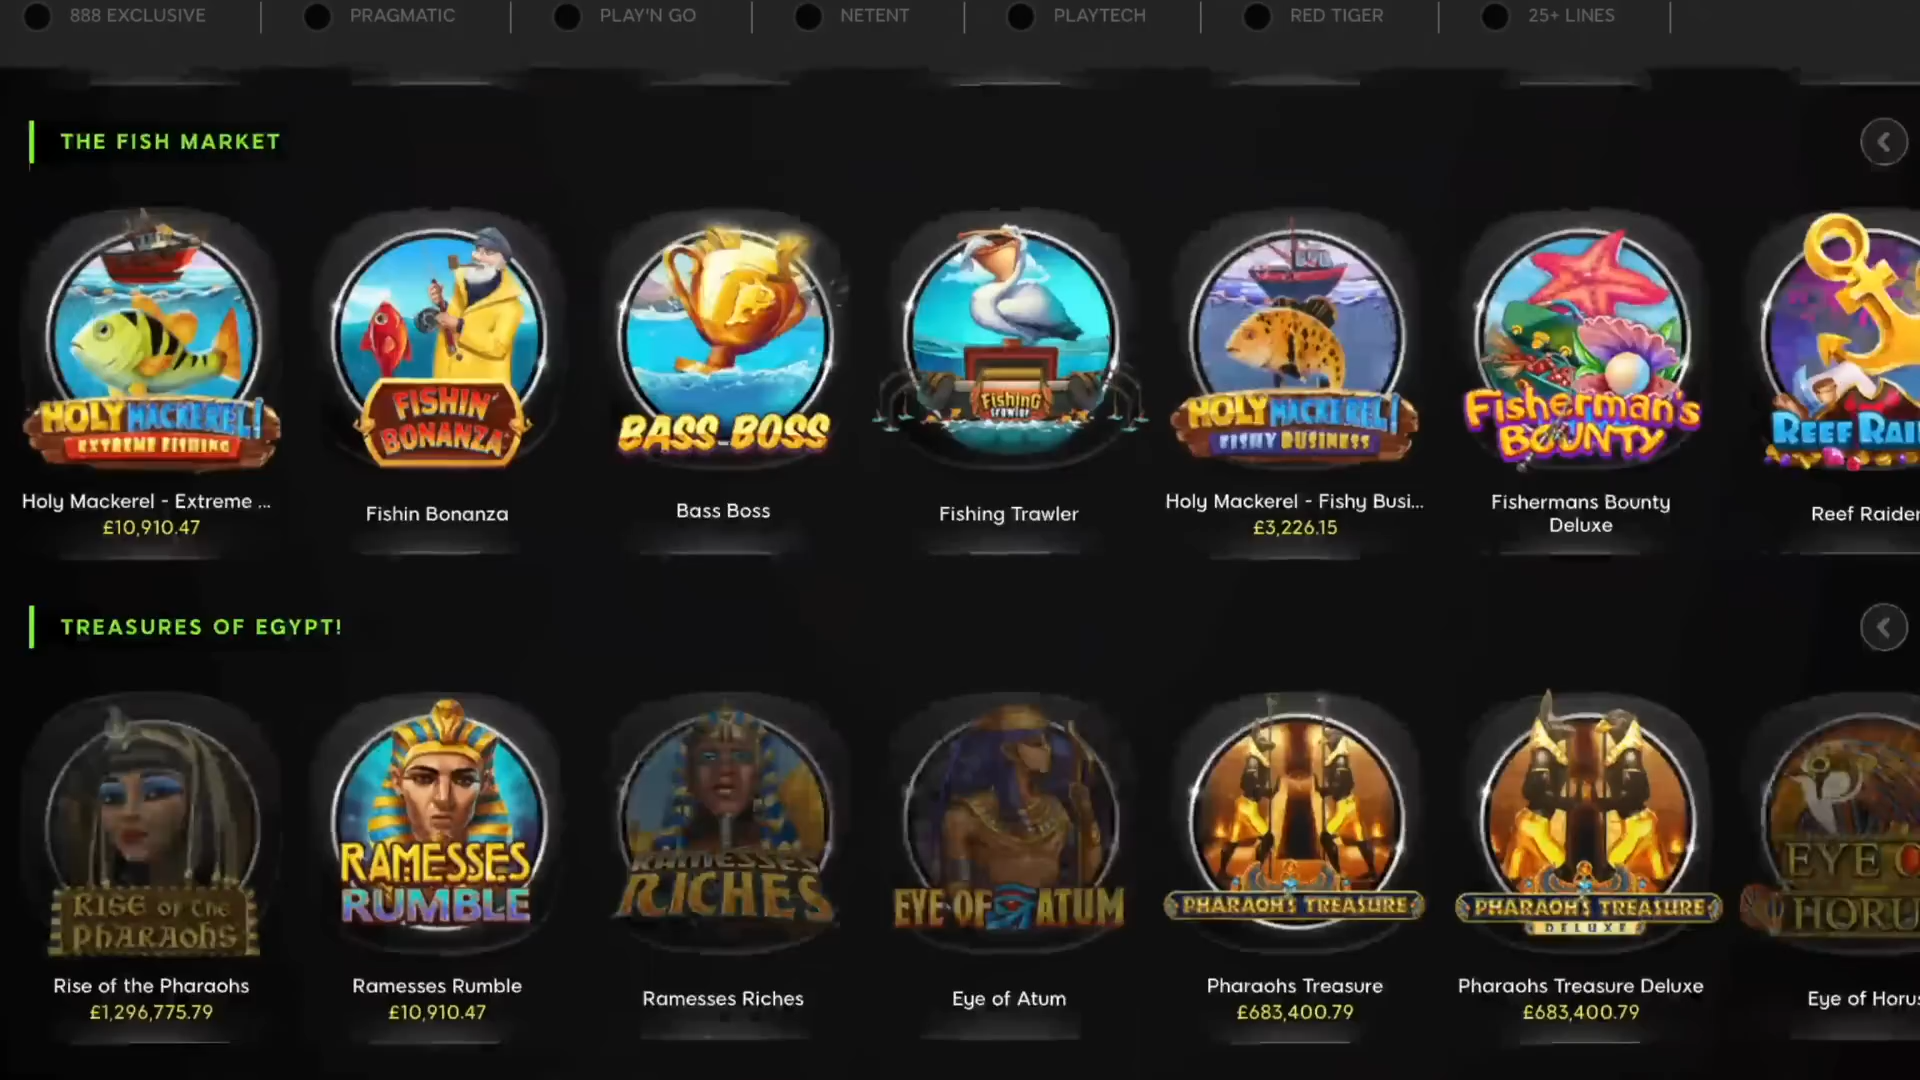 888 EXCLUSIVE
PRAGMATIC
PLAY'N GO
NETENT
PLAYTECH
RED TIGER
25+ LINES
THE FISH MARKET
HOLY MACKEREL!
EXTREME FISHING
FISHIN'
BONANZA
BASS BOSS
FISHING
TRAWLER
HOLY MACKEREL!
FISHY BUSINESS
Fisherman's
BOUNTY
REEF RAI
Holy Mackerel - Extreme ...
£10,910.47
Fishin Bonanza
Bass Boss
Fishing Trawler
Holy Mackerel - Fishy Busi...
£3,226.15
Fishermans Bounty
Deluxe
Reef Raider
TREASURES OF EGYPT!
RISE of the
PHARAOHS
RAMESSES
RUMBLE
RAMESSES
RICHES
EYE OF ATUM
PHARAOH'S TREASURE
PHARAOH'S TREASURE
DELUXE
EYE O
HORU
Rise of the Pharaohs
£1,296,775.79
Ramesses Rumble
£10,910.47
Ramesses Riches
Eye of Atum
Pharaohs Treasure
£683,400.79
Pharaohs Treasure Deluxe
£683,400.79
Eye of Horus